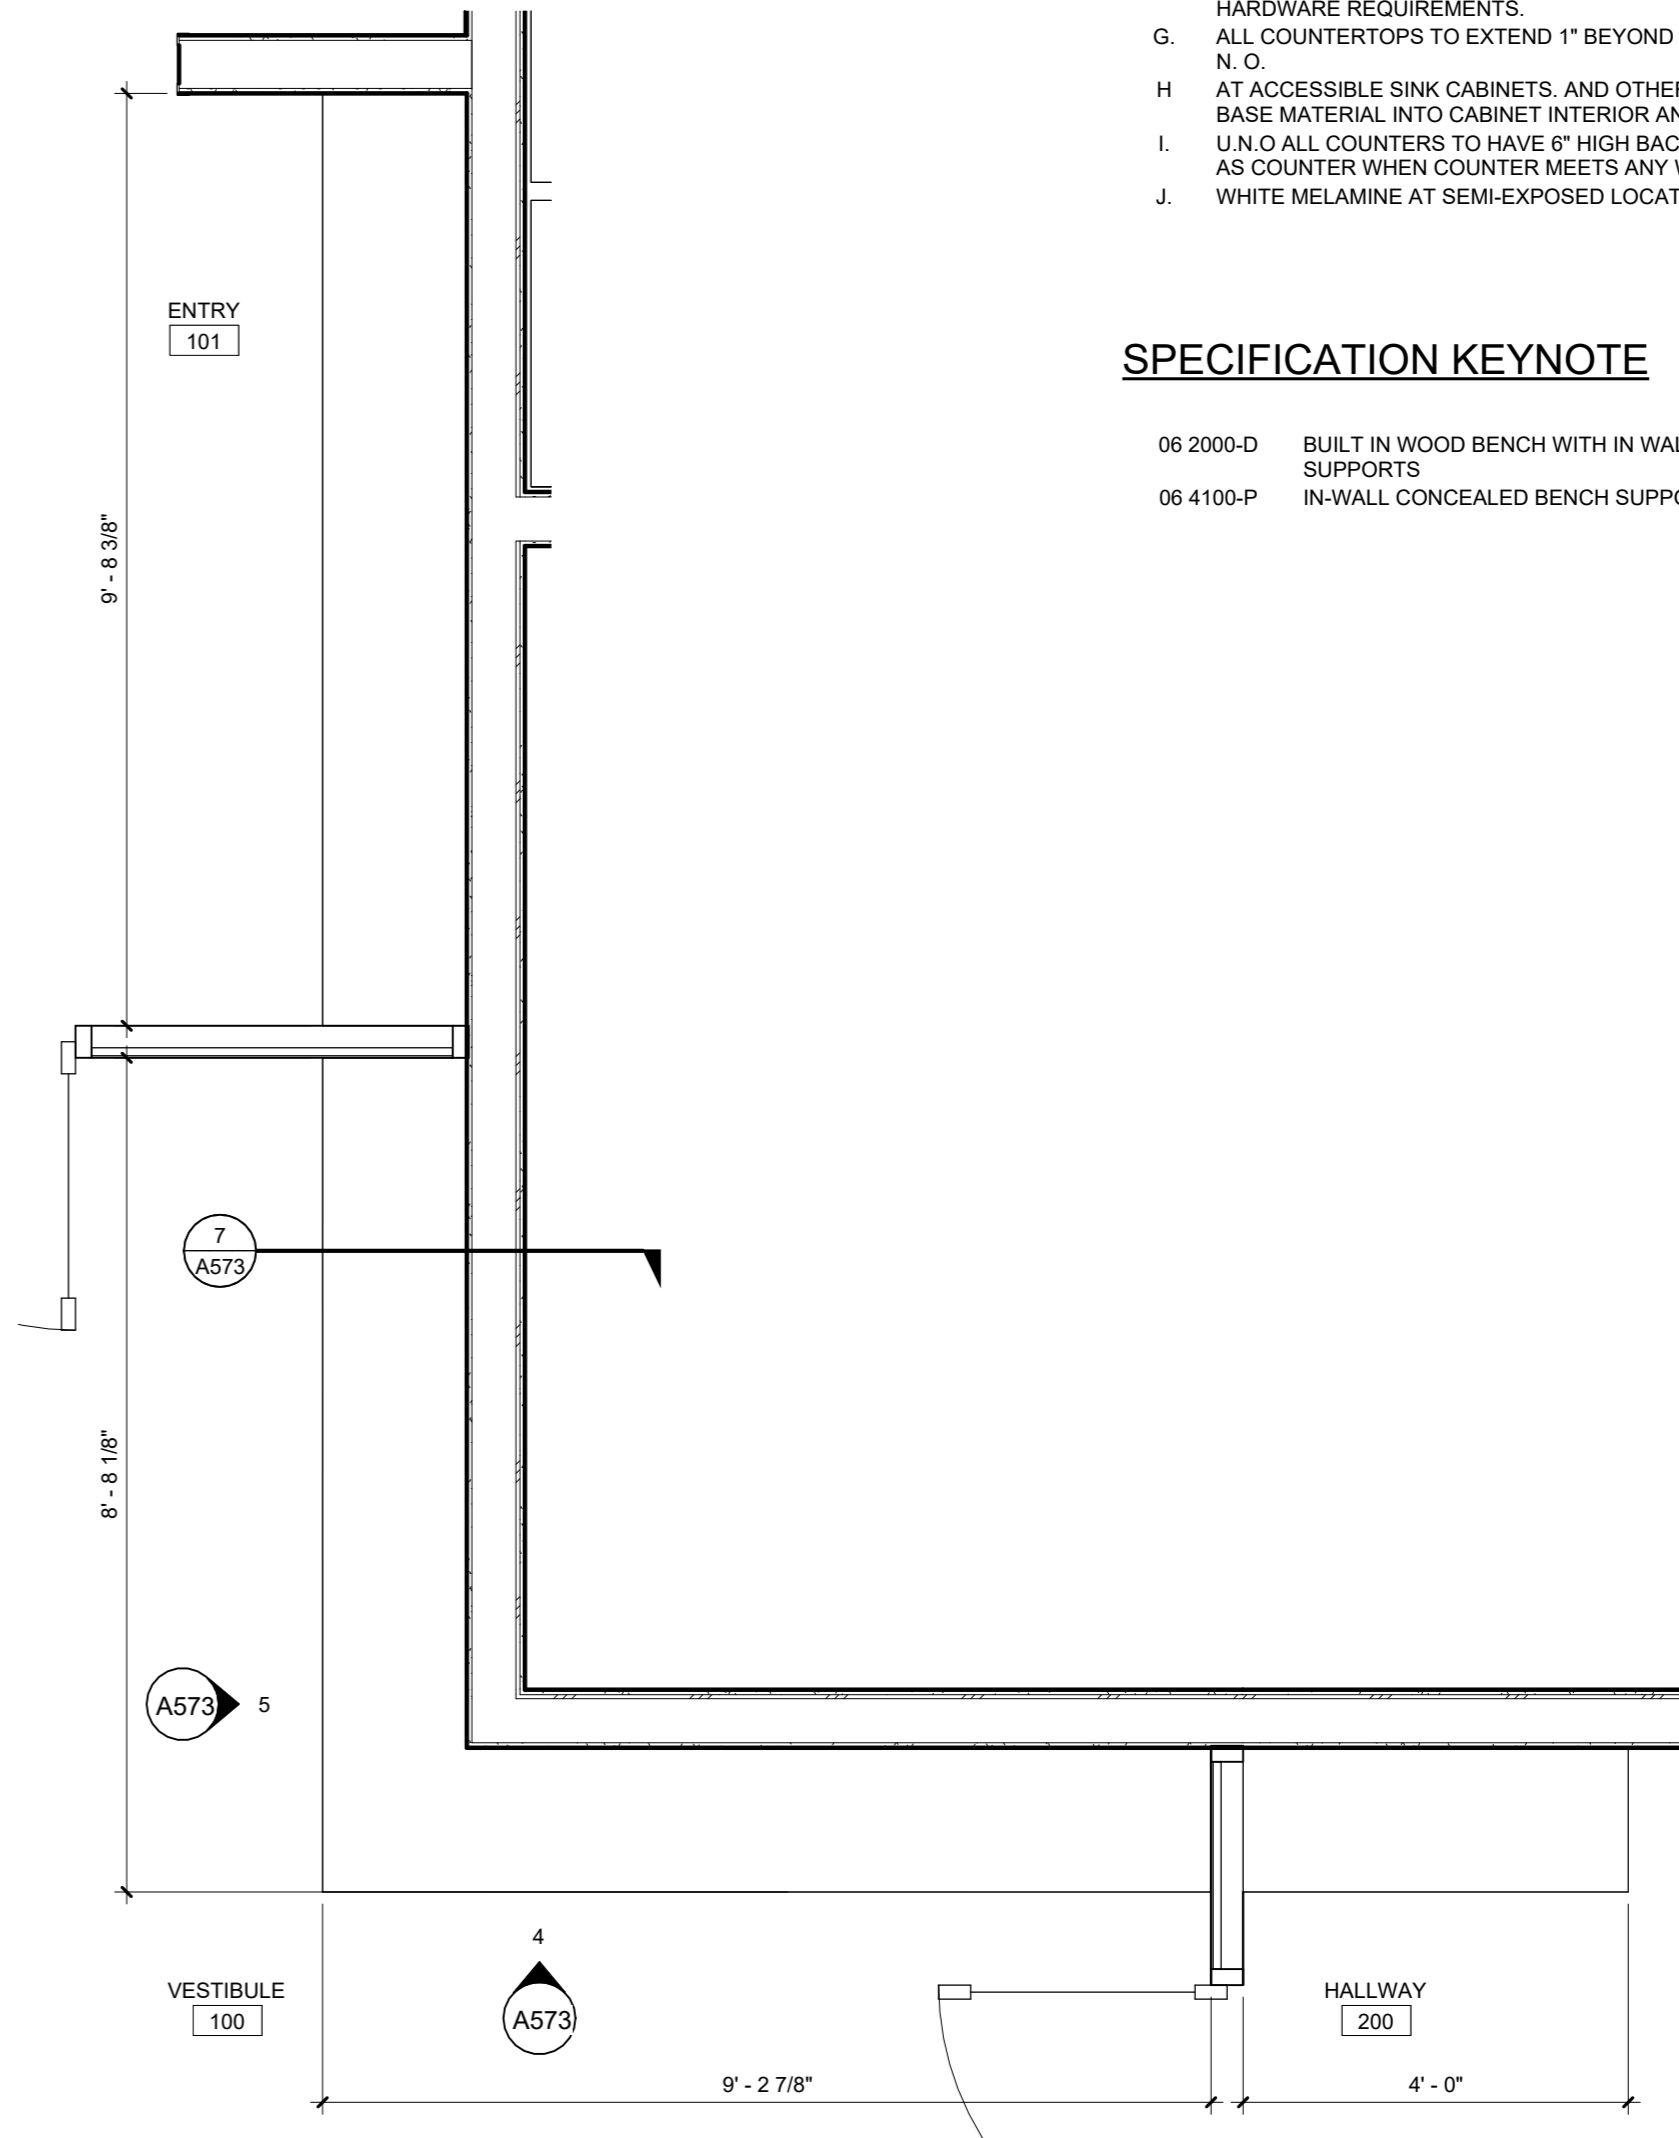 HARDWARE REQUIREMENTS.
G. ALL COUNTERTOPS TO EXTEND 1" BEYOND
N. O.
H AT ACCESSIBLE SINK CABINETS. AND OTHER
BASE MATERIAL INTO CABINET INTERIOR AN
I. U.N.O ALL COUNTERS TO HAVE 6" HIGH BAC
AS COUNTER WHEN COUNTER MEETS ANY
J. WHITE MELAMINE AT SEMI-EXPOSED LOCAT
ENTRY
101
SPECIFICATION KEYNOTE
06 2000-D BUILT IN WOOD BENCH WITH IN WAL
SUPPORTS
06 4100-P IN-WALL CONCEALED BENCH SUPPO
9' - 8 3/8"
7
A573
8' - 8 1/8"
A573 5
4
A573
VESTIBULE
100
HALLWAY
200
9' - 2 7/8"
4' - 0"